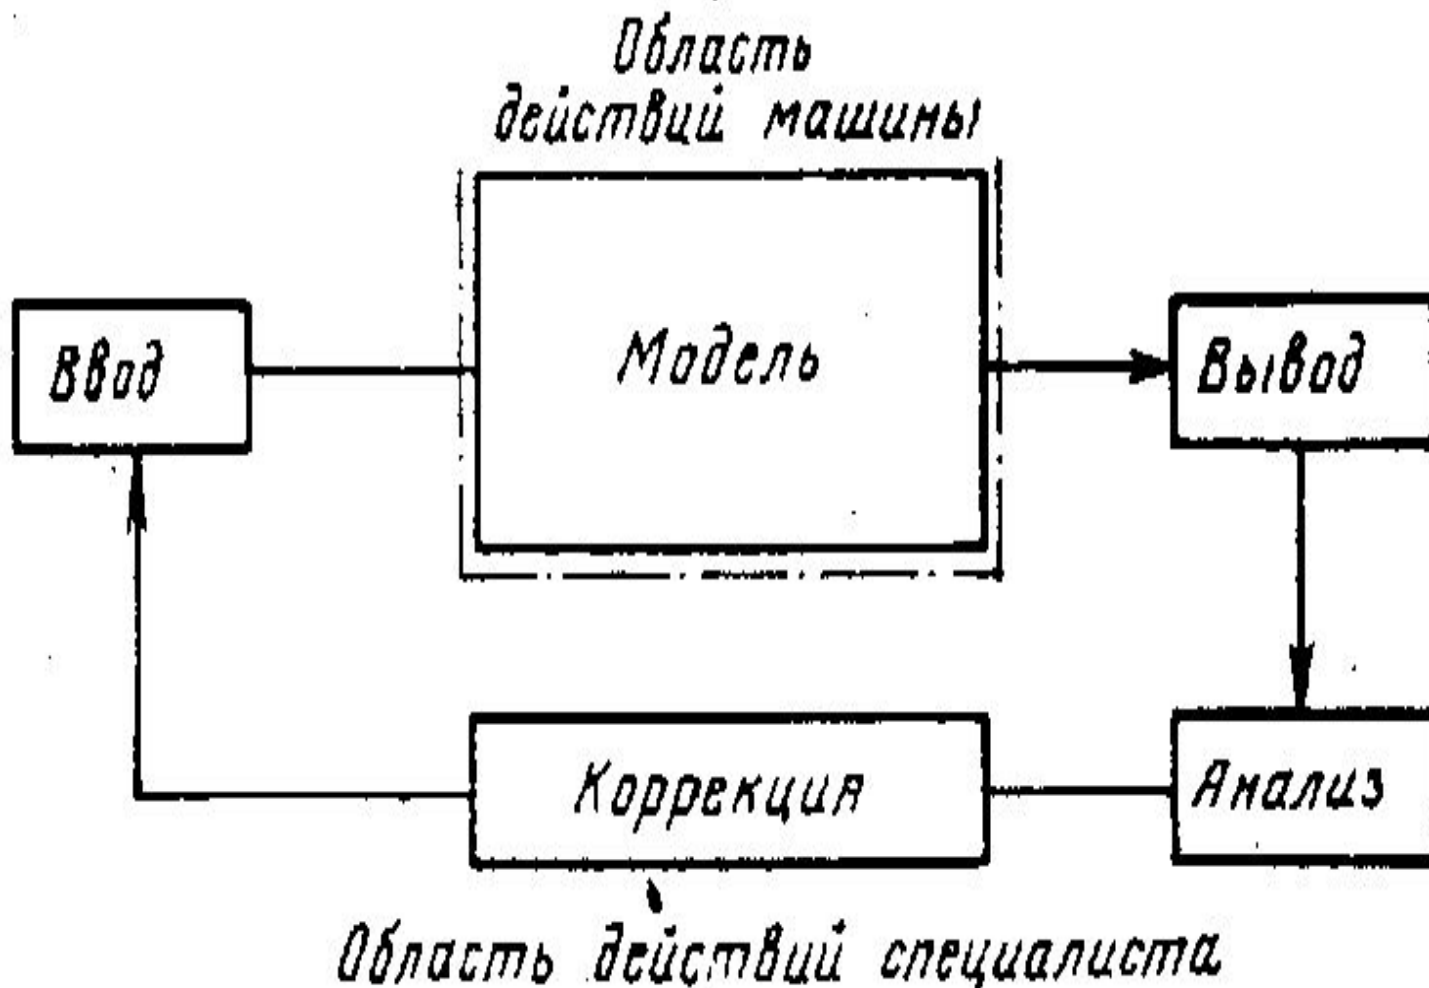 Область
действий машины
Модель
Ввод
Вывод
Коррекция
Анализ
Область действий специалиста